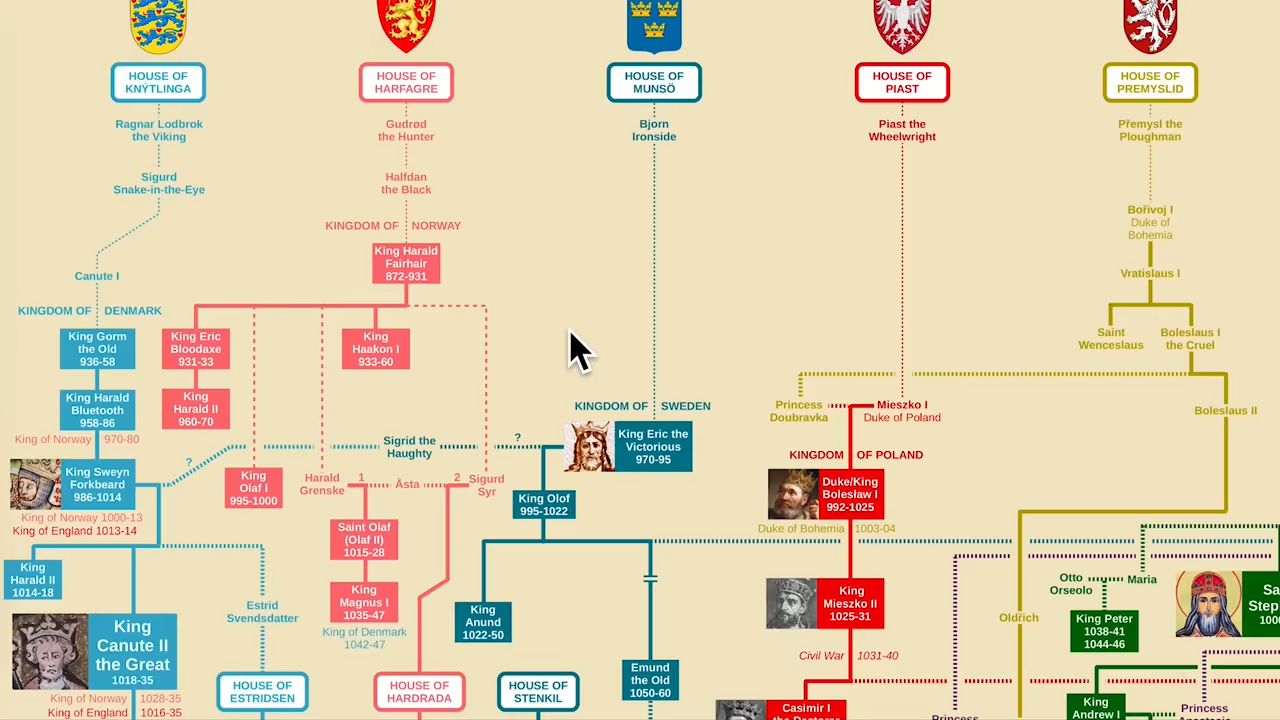 HOUSE OF
KNÝTLINGA
HOUSE OF
HARFAGRE
HOUSE OF
MUNSÖ
HOUSE OF
PIAST
HOUSE OF
PREMYSLID
Ragnar Lodbrok
the Viking
Gudrød
the Hunter
Bjorn
Ironside
Piast the
Wheelwright
Přemysl the
Ploughman
Sigurd
Snake-in-the-Eye
Halfdan
the Black
Bořivoj I
Duke of
Bohemia
KINGDOM OF NORWAY
King Harald
Fairhair
872-931
Canute I
Vratislaus I
KINGDOM OF DENMARK
King Gorm
the Old
936-58
King Eric
Bloodaxe
931-33
King
Haakon I
933-60
Saint
Wenceslaus
Boleslaus I
the Cruel
King Harald
Bluetooth
958-86
King
Harald II
960-70
KINGDOM OF SWEDEN
Princess
Doubravka
Mieszko I
Duke of Poland
Boleslaus II
King of Norway 970-80
Sigrid the
Haughty
?
?
King Eric the
Victorious
970-95
KINGDOM OF POLAND
King Sweyn
Forkbeard
986-1014
King
Olaf I
995-1000
Harald
Grenske
1
Åsta
2
Sigurd
Syr
King Olof
995-1022
Duke/King
Bolesław I
992-1025
King of Norway 1000-13
King of England 1013-14
Saint Olaf
(Olaf II)
1015-28
Duke of Bohemia 1003-04
King
Harald II
1014-18
King
Magnus I
1035-47
King of Denmark
1042-47
Estrid
Svendsdatter
King
Anund
1022-50
King
Mieszko II
1025-31
Otto
Orseolo
Maria
Oldřich
King Peter
1038-41
1044-46
King
Canute II
the Great
1018-35
Civil War 1031-40
Emund
the Old
1050-60
HOUSE OF
ESTRIDSEN
HOUSE OF
HARDRADA
HOUSE OF
STENKIL
King of Norway 1028-35
King of England 1016-35
Casimir I
King
Andrew I
Princess
Princess